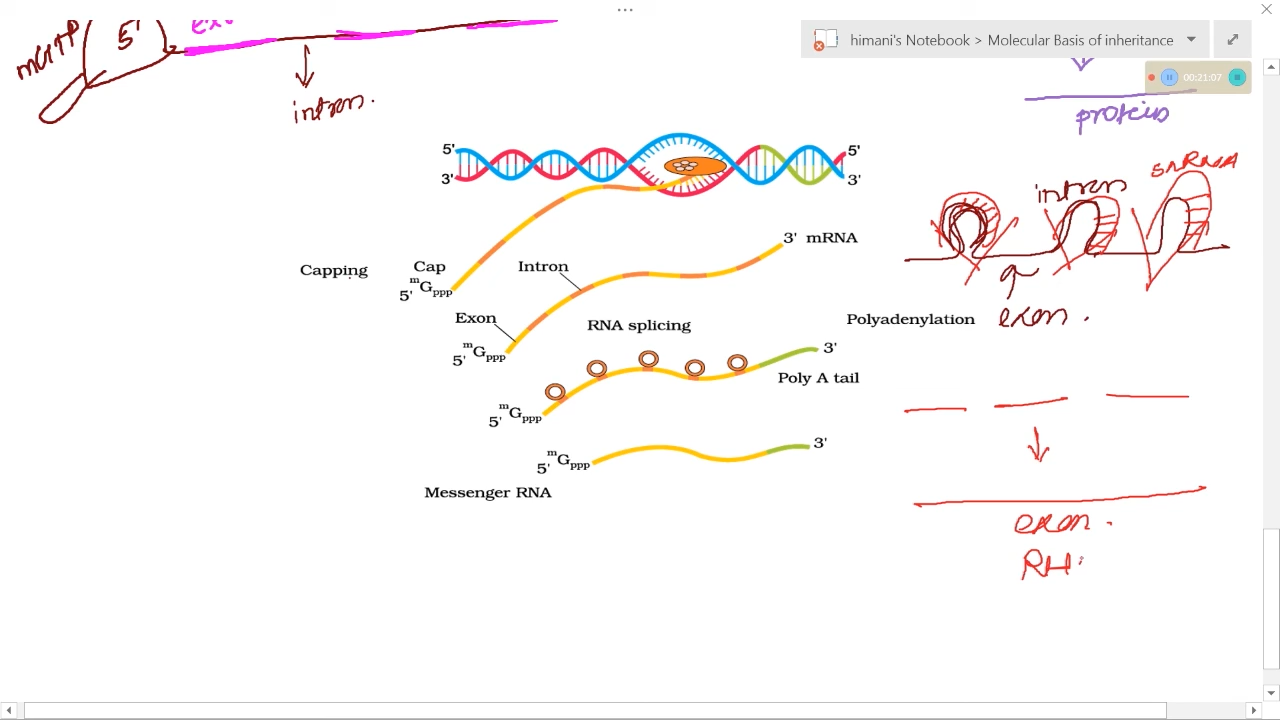 himani's Notebook > Molecular Basis of inheritance
00:21:07
mGTP
5'
intron.
protein
5'
3'
5'
3'
snRNA
intron
3' mRNA
Capping
Cap
Intron
5' mGppp
Exon
RNA splicing
Polyadenylation
exon.
5' mGppp
3'
Poly A tail
5' mGppp
3'
5' mGppp
Messenger RNA
exon.
RH